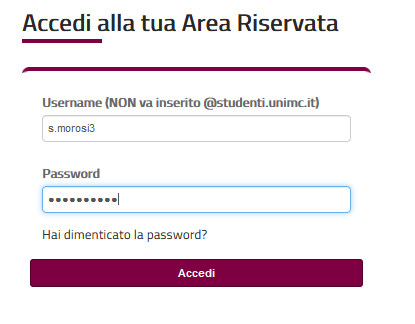 Accedi alla tua Area Riservata
Username (NON va inserito @studenti.unimc.it)
s.morosi3
Password
••••••••••
Hai dimenticato la password?
Accedi